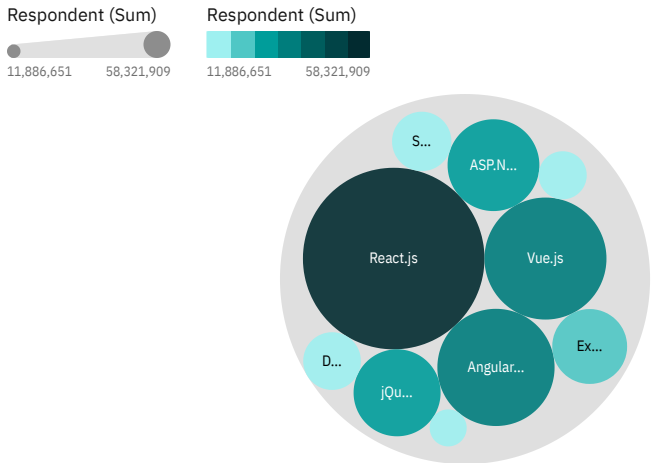 Respondent (Sum)
11,886,651 58,321,909
Respondent (Sum)
11,886,651 58,321,909
S...
ASP.N...
React.js
Vue.js
Ex...
D...
Angular...
jQu...